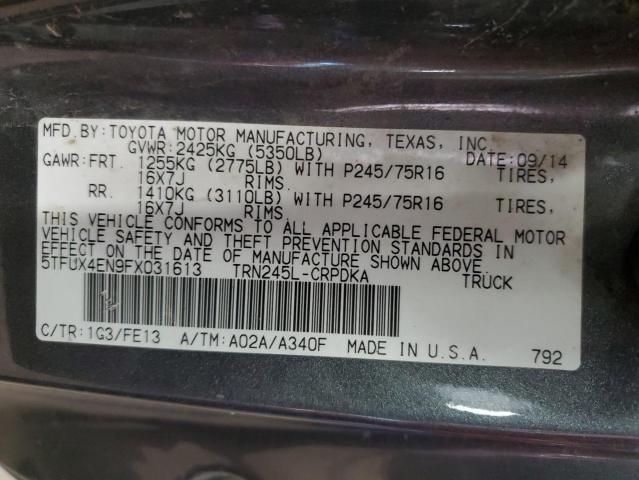 MFD.BY:TOYOTA MOTOR MANUFACTURING, TEXAS, INC.
GVWR:2425KG (5350LB) DATE:09/14
GAWR:FRT. 1255KG (2775LB) WITH P245/75R16 TIRES,
16X7J RIMS.
RR. 1410KG (3110LB) WITH P245/75R16 TIRES,
16X7J RIMS.
THIS VEHICLE CONFORMS TO ALL APPLICABLE FEDERAL MOTOR
VEHICLE SAFETY AND THEFT PREVENTION STANDARDS IN
EFFECT ON THE DATE OF MANUFACTURE SHOWN ABOVE.
5TFUX4EN9FX031613 TRN245L-CRPDKA TRUCK
C/TR:1G3/FE13 A/TM:A02A/A340F MADE IN U.S.A. 792